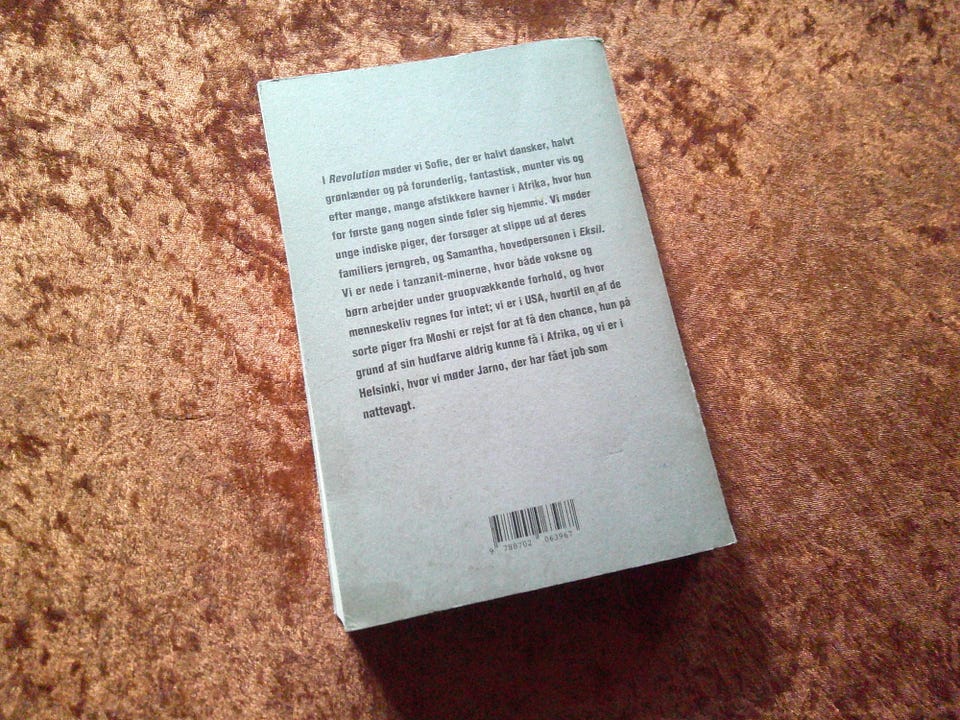 I Revolution møder vi Sofie, der er halvt dansker, halvt
grønlænder og på forunderlig, fantastisk, munter vis og
efter mange, mange afstikkere havner i Afrika, hvor hun
for første gang nogen sinde føler sig hjemme. Vi møder
unge indiske piger, der forsøger at slippe ud af deres
familiers jerngreb, og Samantha, hovedpersonen i Eksil.
Vi er nede i tanzanit-minerne, hvor både voksne og
børn arbejder under gruopvækkende forhold, og hvor
menneskeliv regnes for intet; vi er i USA, hvortil en af de
sorte piger fra Moshi er rejst for at få den chance, hun på
grund af sin hudfarve aldrig kunne få i Afrika, og vi er i
Helsinki, hvor vi møder Jarno, der har fået job som
nattevagt.
9 788702 063967